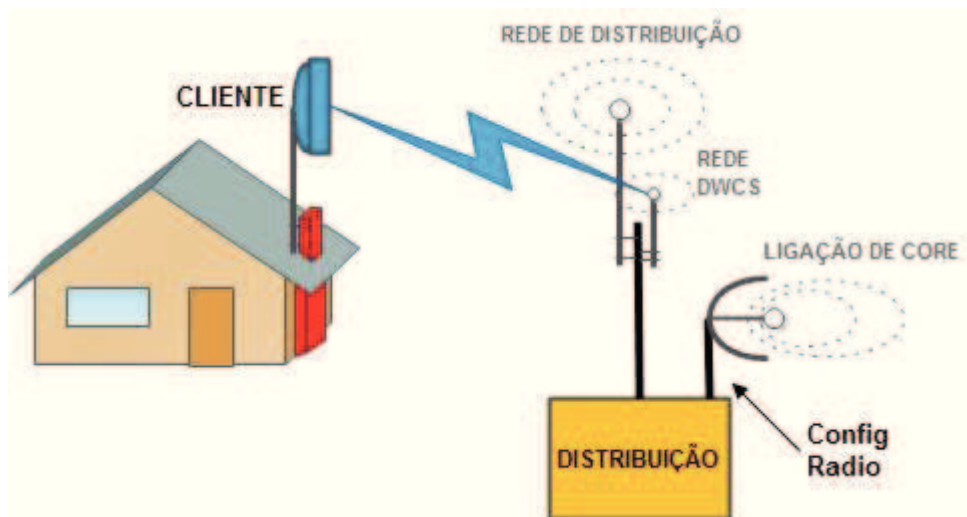 REDE DE DISTRIBUIÇÃO
CLIENTE
REDE
DWCS
LIGAÇÃO DE CORE
DISTRIBUIÇÃO
Config
Radio